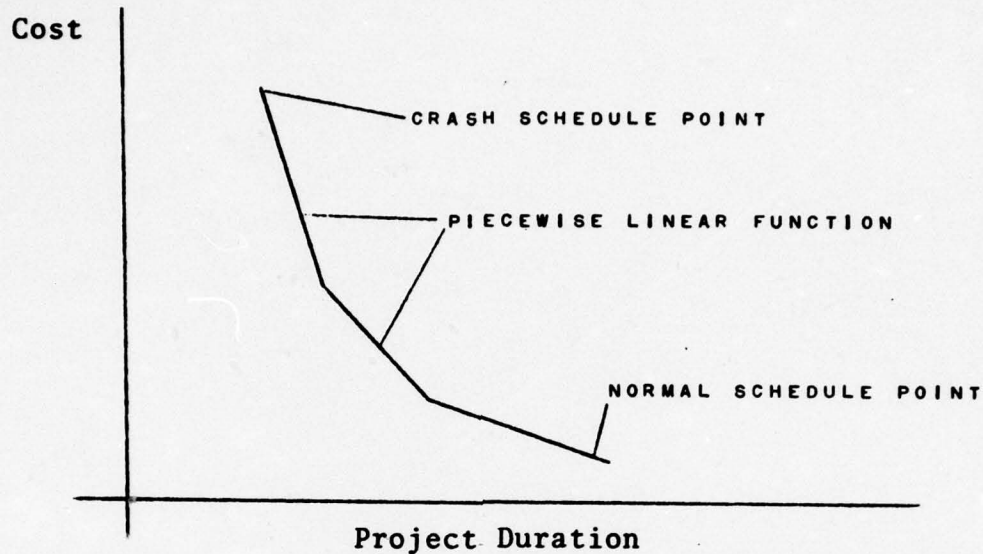 Cost
CRASH SCHEDULE POINT
PIECEWISE LINEAR FUNCTION
NORMAL SCHEDULE POINT
Project Duration